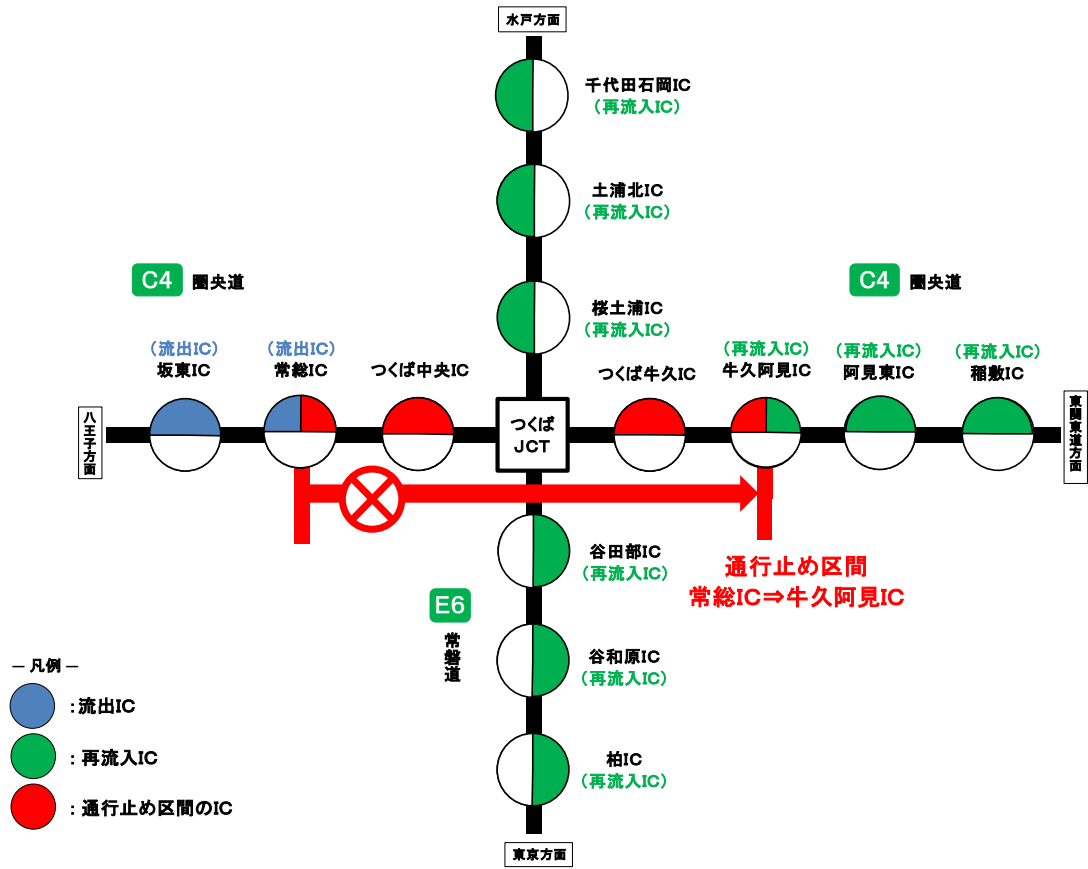 水戸方面
千代田石岡IC
(再流入IC)
土浦北IC
(再流入IC)
C4 圏央道
C4 圏央道
桜土浦IC
(再流入IC)
(流出IC)
坂東IC
(流出IC)
常総IC
つくば中央IC
つくば牛久IC
(再流入IC)
牛久阿見IC
(再流入IC)
阿見東IC
(再流入IC)
稲敷IC
八王子方面
つくば
JCT
東関東道方面
谷田部IC
(再流入IC)
通行止め区間
常総IC⇒牛久阿見IC
E6
常磐道
谷和原IC
(再流入IC)
― 凡例 ―
：流出IC
：再流入IC
：通行止め区間のIC
柏IC
(再流入IC)
東京方面